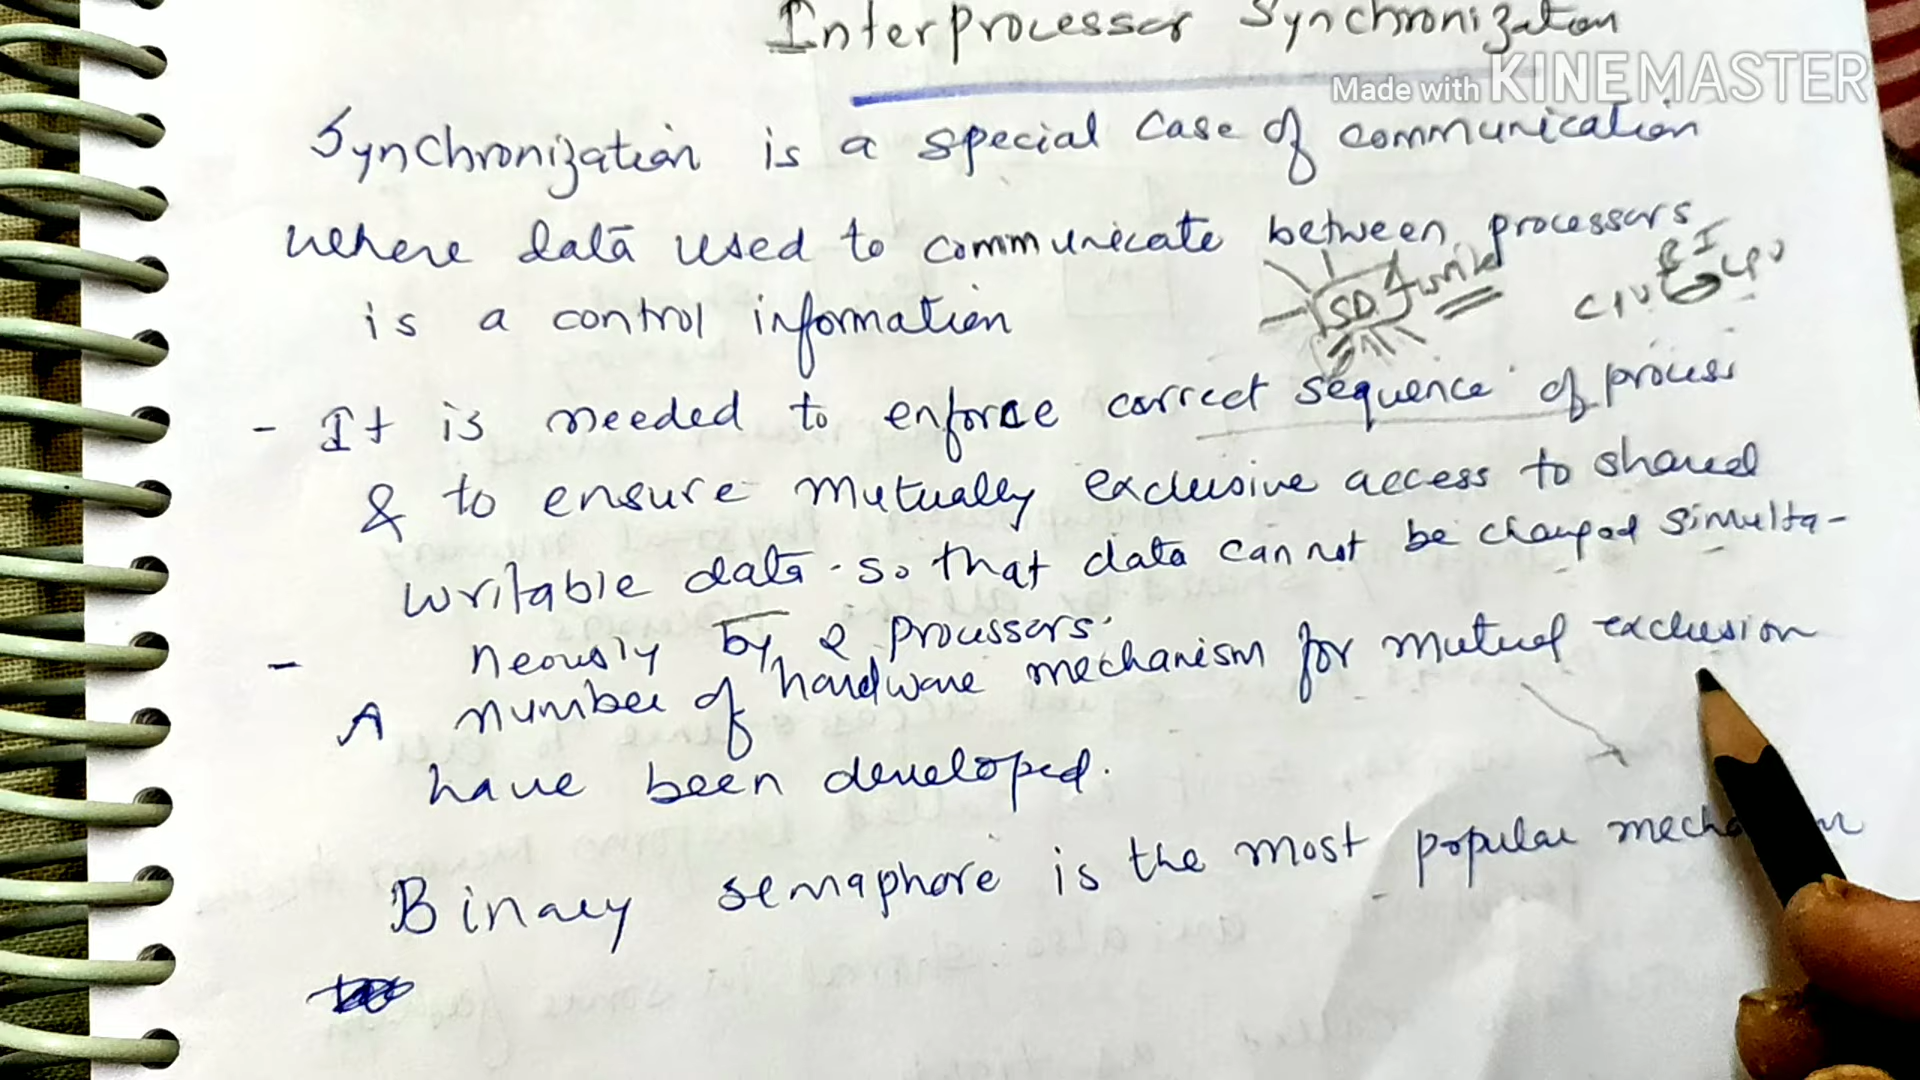 Interprocessor Synchronization
Made with KINEMASTER
Synchronization is a special case of communication
where data used to communicate between processors
is a control information
SD
- It is needed to enforce correct sequence of process
& to ensure mutually exclusive access to shared
writable data. so that data can not be changed simulta-
neously by 2 processors.
- A number of hardware mechanism for mutual exclusion
have been developed.
Binary semaphore is the most popular